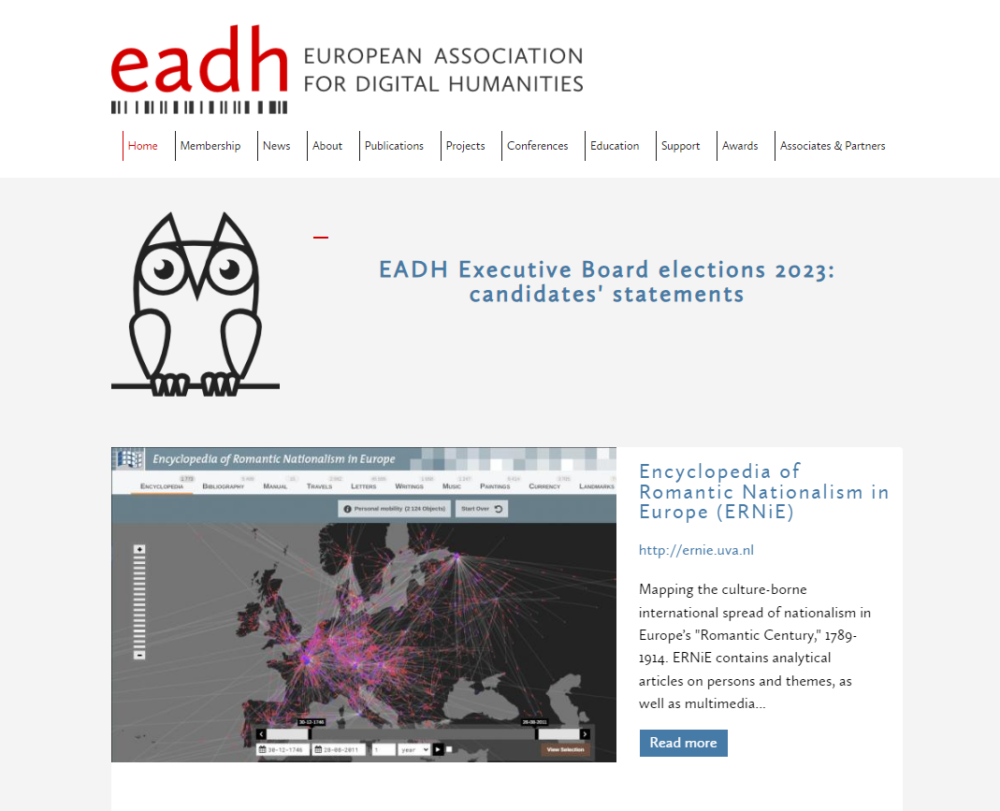 eadh EUROPEAN ASSOCIATION
FOR DIGITAL HUMANITIES
Home Membership News About Publications Projects Conferences Education Support Awards Associates & Partners
EADH Executive Board elections 2023:
candidates' statements
Encyclopedia of Romantic Nationalism in Europe
ENCYCLOPEDIA BIBLIOGRAPHY MANUAL TRAVELS LETTERS WRITINGS MUSIC PAINTINGS CURRENCY LANDMARKS
Personal mobility (2 124 Objects) Start Over
30-12-1746 28-08-2011
30-12-1746 28-08-2011 1 year View Selection
Encyclopedia of
Romantic Nationalism in
Europe (ERNiE)
http://ernie.uva.nl
Mapping the culture-borne
international spread of nationalism in
Europe's "Romantic Century," 1789-
1914. ERNiE contains analytical
articles on persons and themes, as
well as multimedia...
Read more